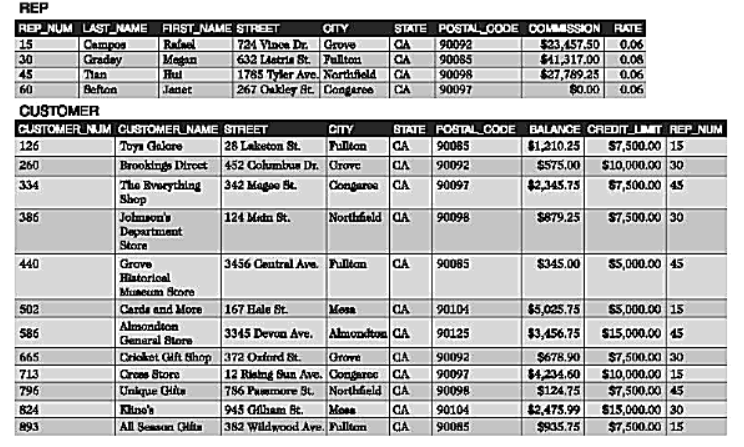 REP
REP_NUM LAST_NAME FIRST_NAME STREET CITY STATE POSTAL_CODE COMMISSION RATE
15 Campos Rafael 724 Vinca Dr. Grove CA 90092 $23,457.50 0.06
30 Gradey Megan 632 Liatris St. Fullton CA 90085 $41,317.00 0.08
45 Tian Hui 1785 Tyler Ave. Northfield CA 90098 $27,789.25 0.06
60 Sefton Janet 267 Oakley St. Congaree CA 90097 $0.00 0.06
CUSTOMER
CUSTOMER_NUM CUSTOMER_NAME STREET CITY STATE POSTAL_CODE BALANCE CREDIT_LIMIT REP_NUM
126 Toys Galore 28 Laketon St. Fullton CA 90085 $1,210.25 $7,500.00 15
260 Brookings Direct 452 Columbus Dr. Grove CA 90092 $575.00 $10,000.00 30
334 The Everything 342 Magee St. Congaree CA 90097 $2,345.75 $7,500.00 45
Shop
386 Johnson's 124 Main St. Northfield CA 90098 $879.25 $7,500.00 30
Department
Store
440 Grove 3456 Central Ave. Fullton CA 90085 $345.00 $5,000.00 45
Historical
Museum Store
502 Cards and More 167 Hale St. Mesa CA 90104 $5,025.75 $5,000.00 15
586 Almondton 3345 Devon Ave. Almondton CA 90125 $3,456.75 $15,000.00 45
General Store
665 Cricket Gift Shop 372 Oxford St. Grove CA 90092 $678.90 $7,500.00 30
713 Cress Store 12 Rising Sun Ave. Congaree CA 90097 $4,234.60 $10,000.00 15
796 Unique Gifts 786 Passmore St. Northfield CA 90098 $124.75 $7,500.00 45
824 Kline's 945 Gilham St. Mesa CA 90104 $2,475.99 $15,000.00 30
893 All Season Gifts 382 Wildwood Ave. Fullton CA 90085 $935.75 $7,500.00 15